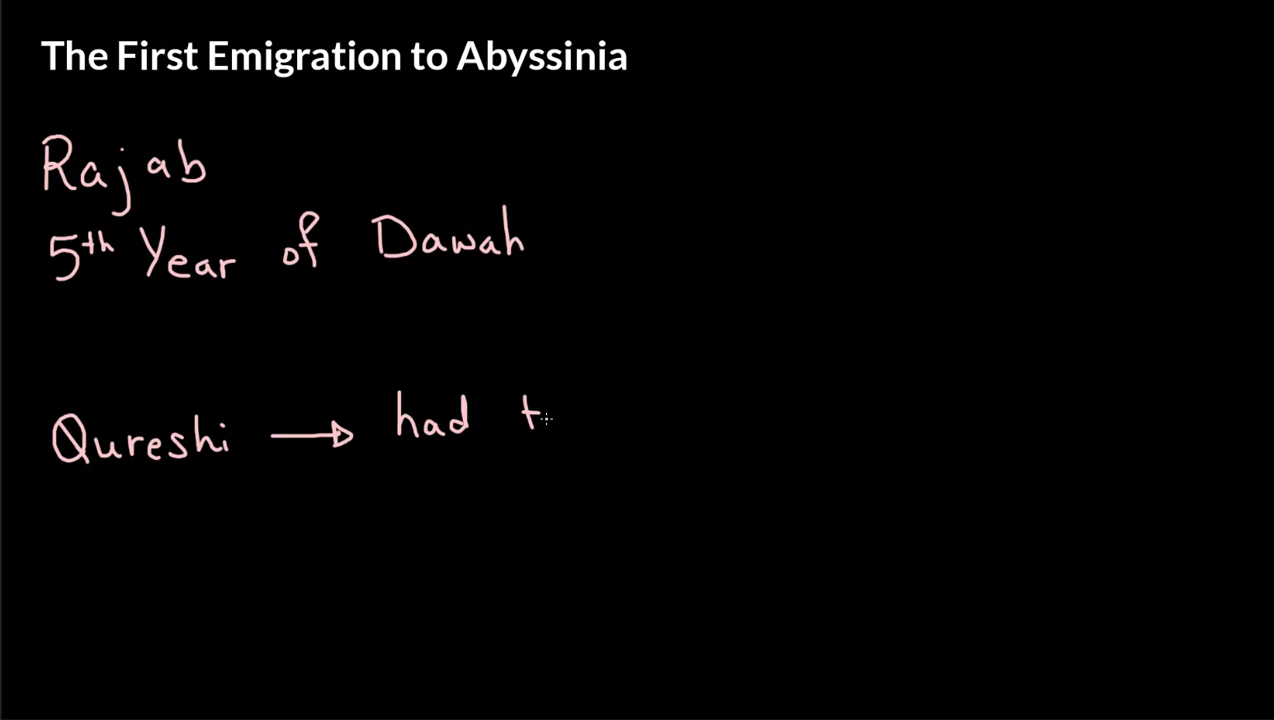 The First Emigration to Abyssinia
Rajab
5th Year of Dawah
Qureshi → had t